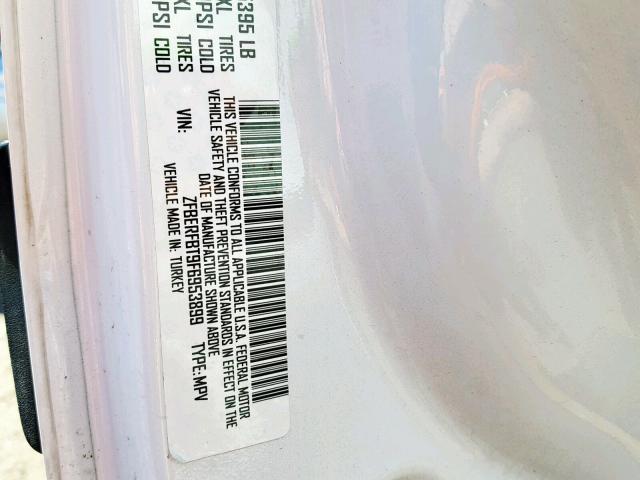 395 LB
XL TIRES
PSI COLD
XL TIRES
PSI COLD
THIS VEHICLE CONFORMS TO ALL APPLICABLE U.S.A. FEDERAL MOTOR
VEHICLE SAFETY AND THEFT PREVENTION STANDARDS IN EFFECT ON THE
DATE OF MANUFACTURE SHOWN ABOVE
VIN: ZFBERFBT9F6953899 TYPE: MPV
VEHICLE MADE IN: TURKEY